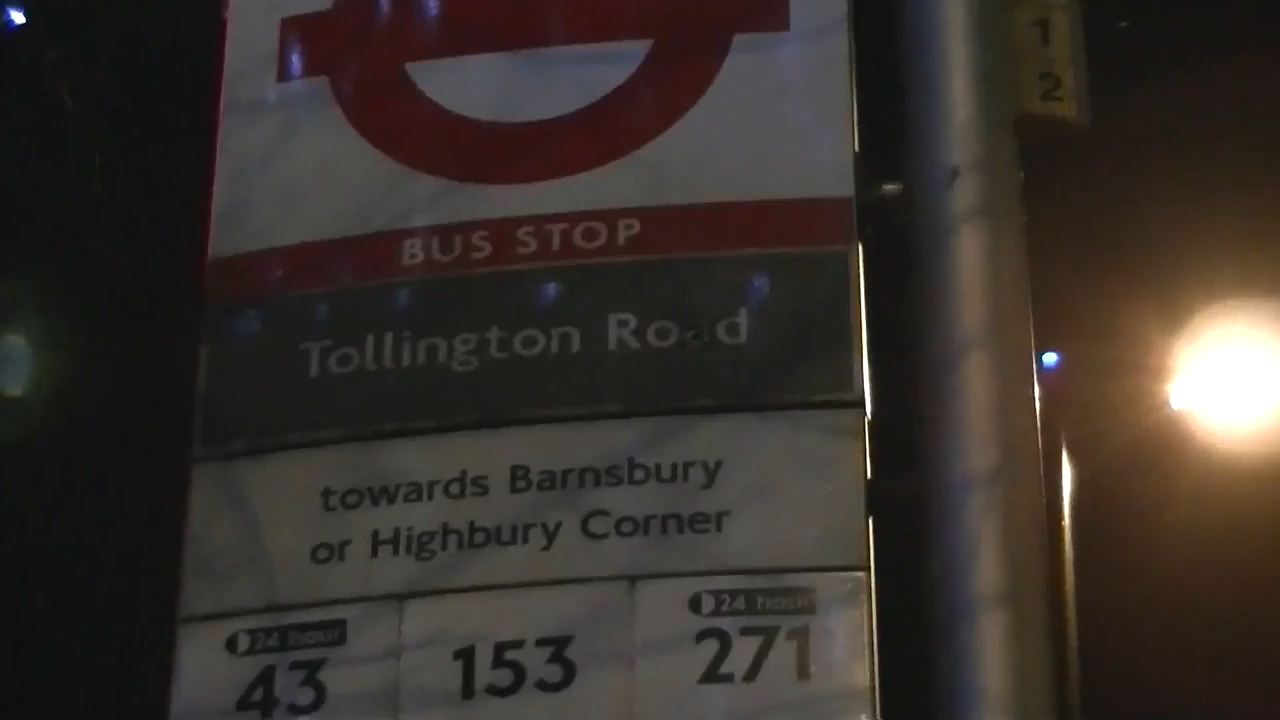 1
2
BUS STOP
Tollington Road
towards Barnsbury
or Highbury Corner
24 hour
43
153
24 hour
271